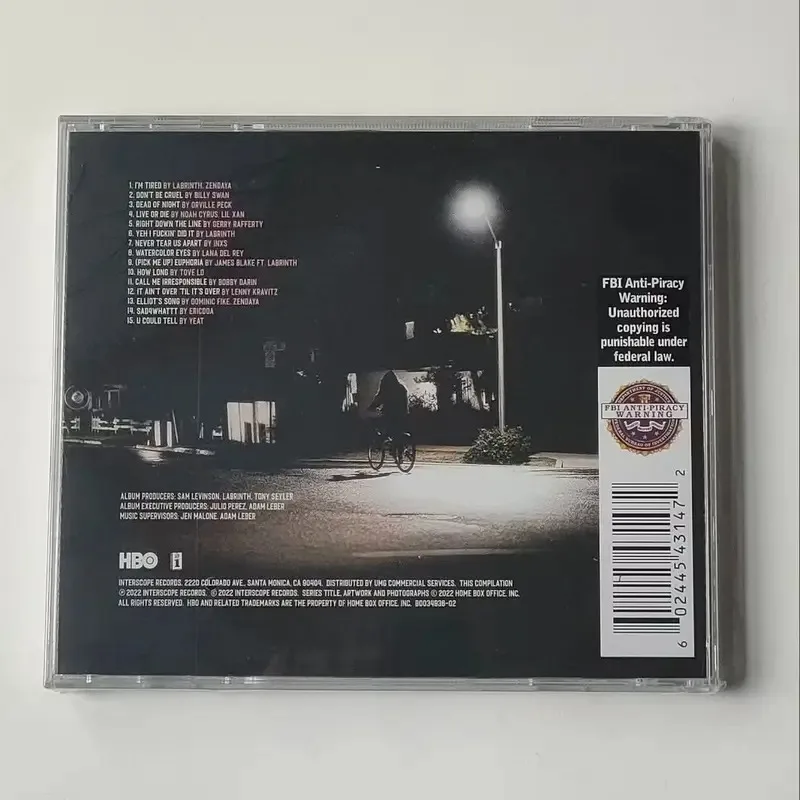 1. I'M TIRED BY LABRINTH, ZENDAYA
2. DON'T BE CRUEL BY BILLY SWAN
3. DEAD OF NIGHT BY ORVILLE PECK
4. LIVE OR DIE BY NOAH CYRUS, LIL XAN
5. RIGHT DOWN THE LINE BY GERRY RAFFERTY
6. YEH I FUCKIN' DID IT BY LABRINTH
7. NEVER TEAR US APART BY INXS
8. WATERCOLOR EYES BY LANA DEL REY
9. (PICK ME UP) EUPHORIA BY JAMES BLAKE FT. LABRINTH
10. HOW LONG BY TOVE LO
11. CALL ME IRRESPONSIBLE BY BOBBY DARIN
12. IT AIN'T OVER 'TIL IT'S OVER BY LENNY KRAVITZ
13. ELLIOT'S SONG BY DOMINIC FIKE, ZENDAYA
14. SAD4WHATTT BY ERICDOA
15. U COULD TELL BY YEAT
FBI Anti-Piracy
Warning:
Unauthorized
copying is
punishable under
federal law.
FBI ANTI-PIRACY
WARNING
ALBUM PRODUCERS: SAM LEVINSON, LABRINTH, TONY SEYLER
ALBUM EXECUTIVE PRODUCERS: JULIO PEREZ, ADAM LEBER
MUSIC SUPERVISORS: JEN MALONE, ADAM LEBER
HBO
INTERSCOPE RECORDS. 2220 COLORADO AVE., SANTA MONICA, CA 90404. DISTRIBUTED BY UMG COMMERCIAL SERVICES. THIS COMPILATION
℗ 2022 INTERSCOPE RECORDS. © 2022 INTERSCOPE RECORDS. SERIES TITLE, ARTWORK AND PHOTOGRAPHS © 2022 HOME BOX OFFICE, INC.
ALL RIGHTS RESERVED. HBO AND RELATED TRADEMARKS ARE THE PROPERTY OF HOME BOX OFFICE, INC. B0034936-02
6 02445 43147 2